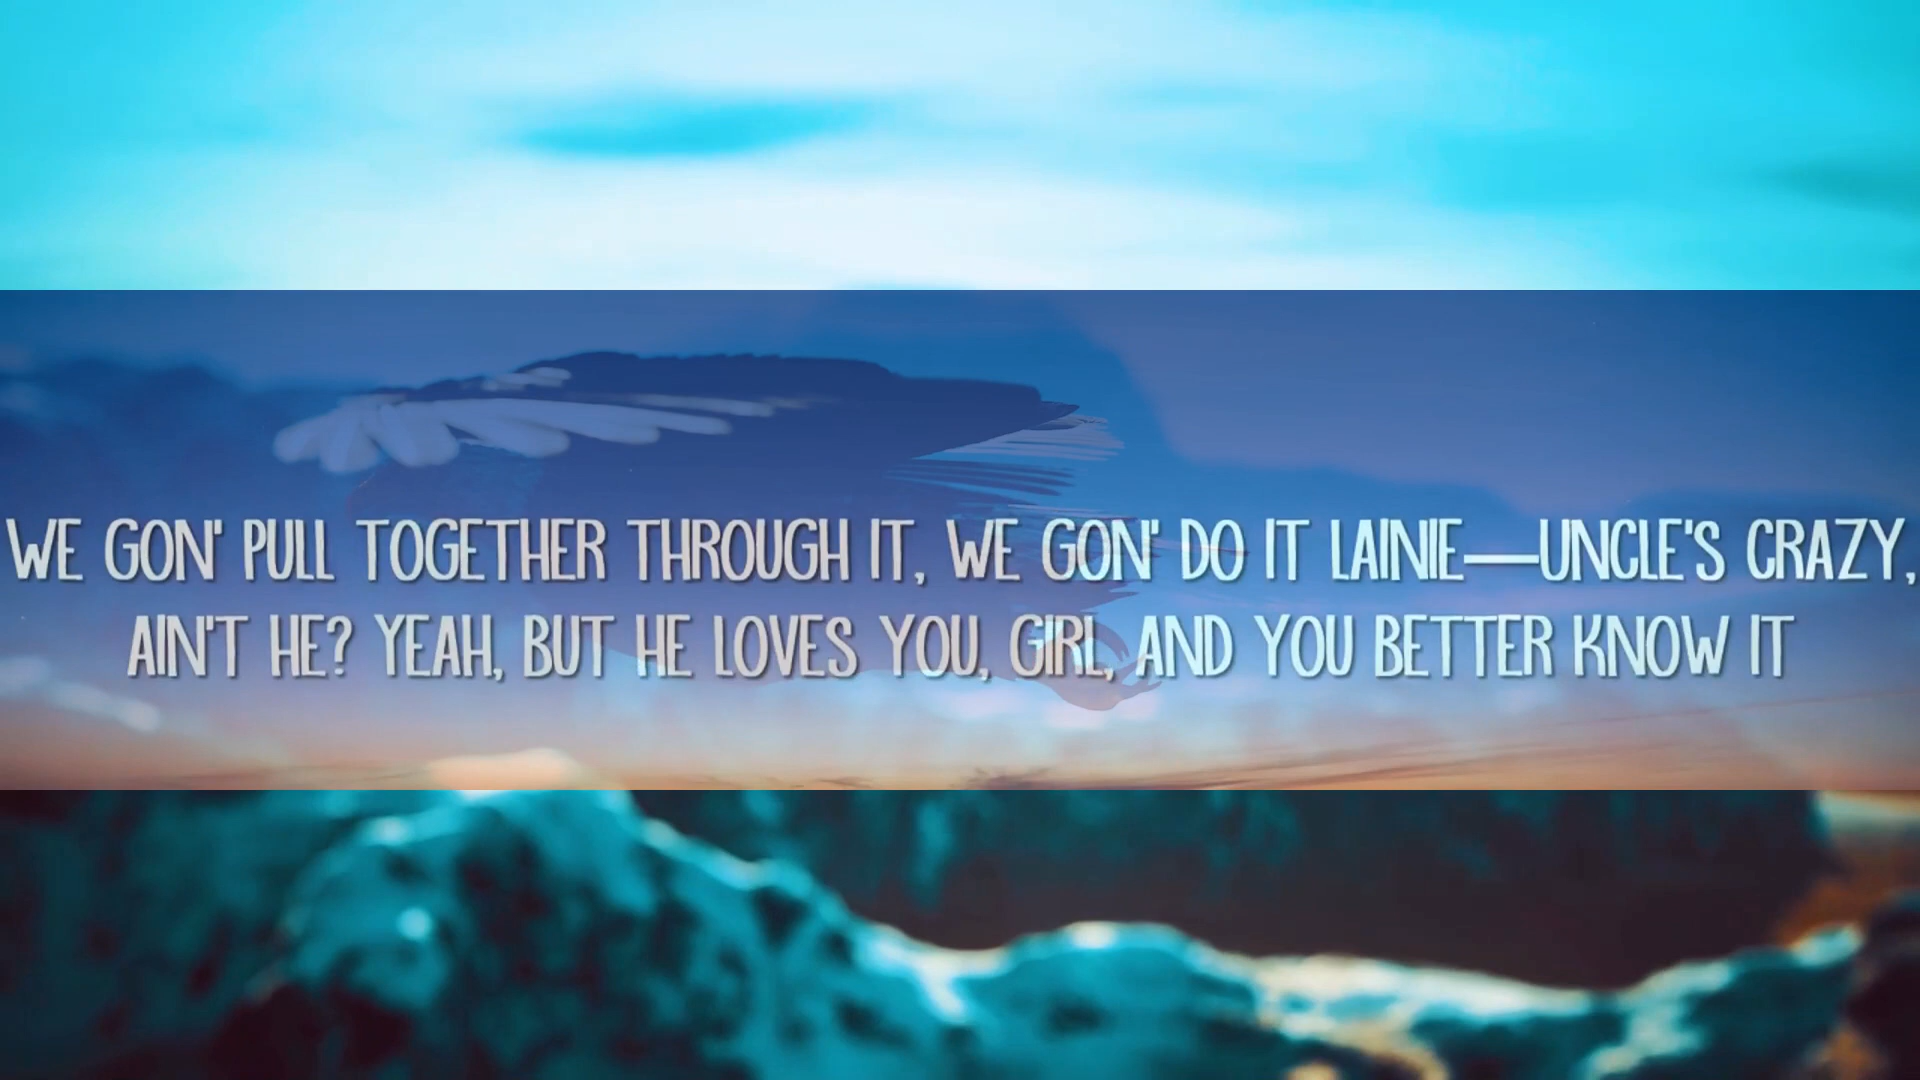 WE GON' PULL TOGETHER THROUGH IT, WE GON' DO IT LAINIE—UNCLE'S CRAZY,
AIN'T HE? YEAH, BUT HE LOVES YOU, GIRL, AND YOU BETTER KNOW IT